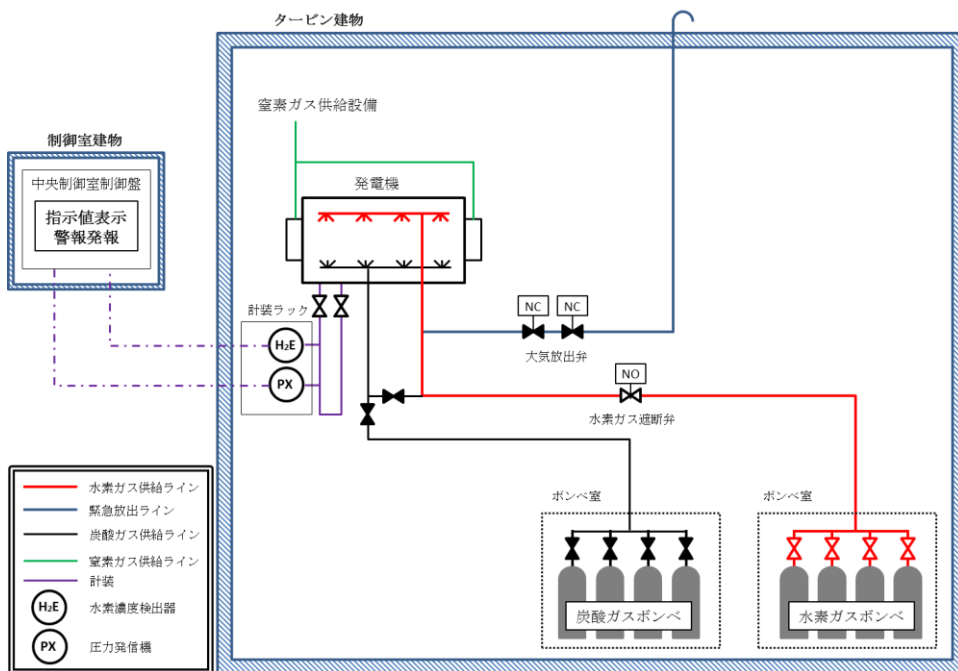 タービン建物
窒素ガス供給設備
制御室建物
中央制御室制御盤
指示値表示
警報発報
発電機
計装ラック
H₂E
PX
NC
NC
大気放出弁
NO
水素ガス遮断弁
ボンベ室
炭酸ガスボンベ
ボンベ室
水素ガスボンベ
水素ガス供給ライン
緊急放出ライン
炭酸ガス供給ライン
窒素ガス供給ライン
計装
H₂E
水素濃度検出器
PX
圧力発信機